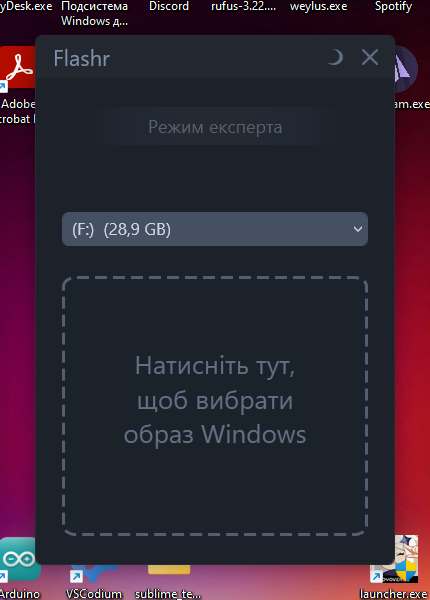 yDesk.exe
Подсистема
Windows д...
Discord
rufus-3.22....
weylus.exe
Spotify
Flashr
Adobe
crobat
am.exe
Режим експерта
(F:) (28,9 GB)
Натисніть тут,
щоб вибрати
образ Windows
Arduino
VSCodium
sublime_te...
launcher.exe